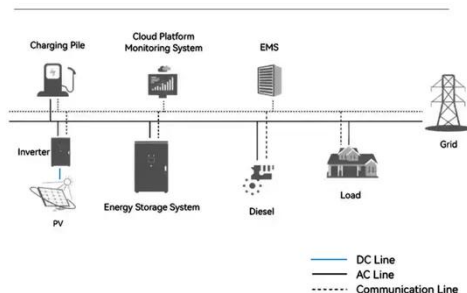 Charging Pile
Cloud Platform
Monitoring System
EMS
Grid
Inverter
PV
Energy Storage System
Diesel
Load
DC Line
AC Line
Communication Line